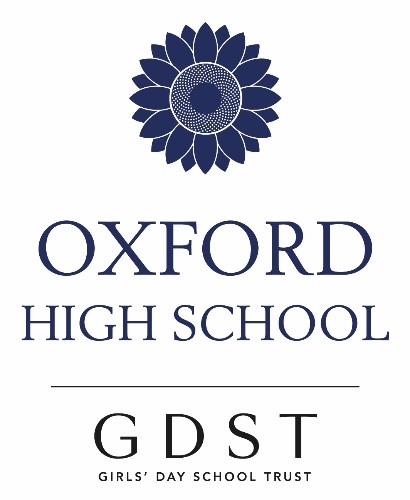 OXFORD
HIGH SCHOOL
GDST
GIRLS' DAY SCHOOL TRUST